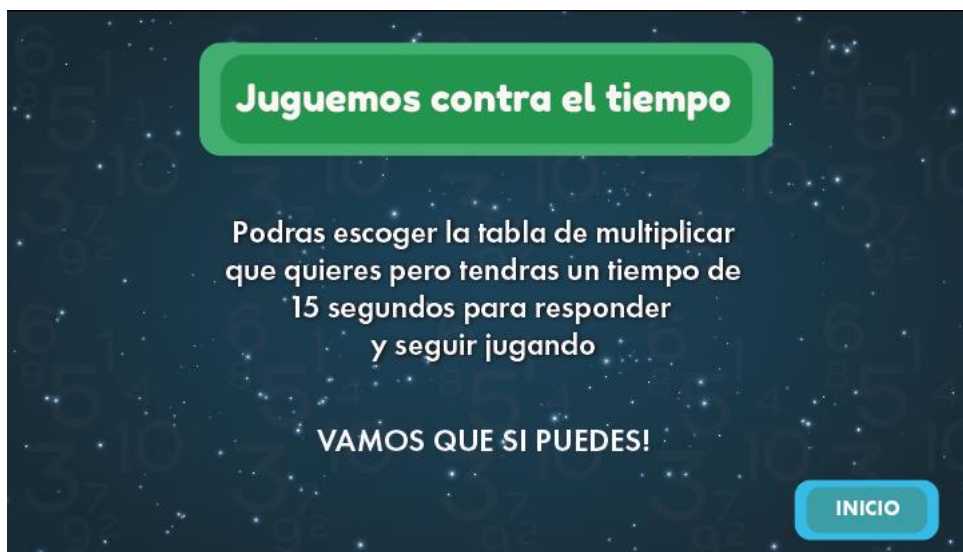 Juguemos contra el tiempo
Podras escoger la tabla de multiplicar
que quieres pero tendras un tiempo de
15 segundos para responder
y seguir jugando
VAMOS QUE SI PUEDES!
INICIO